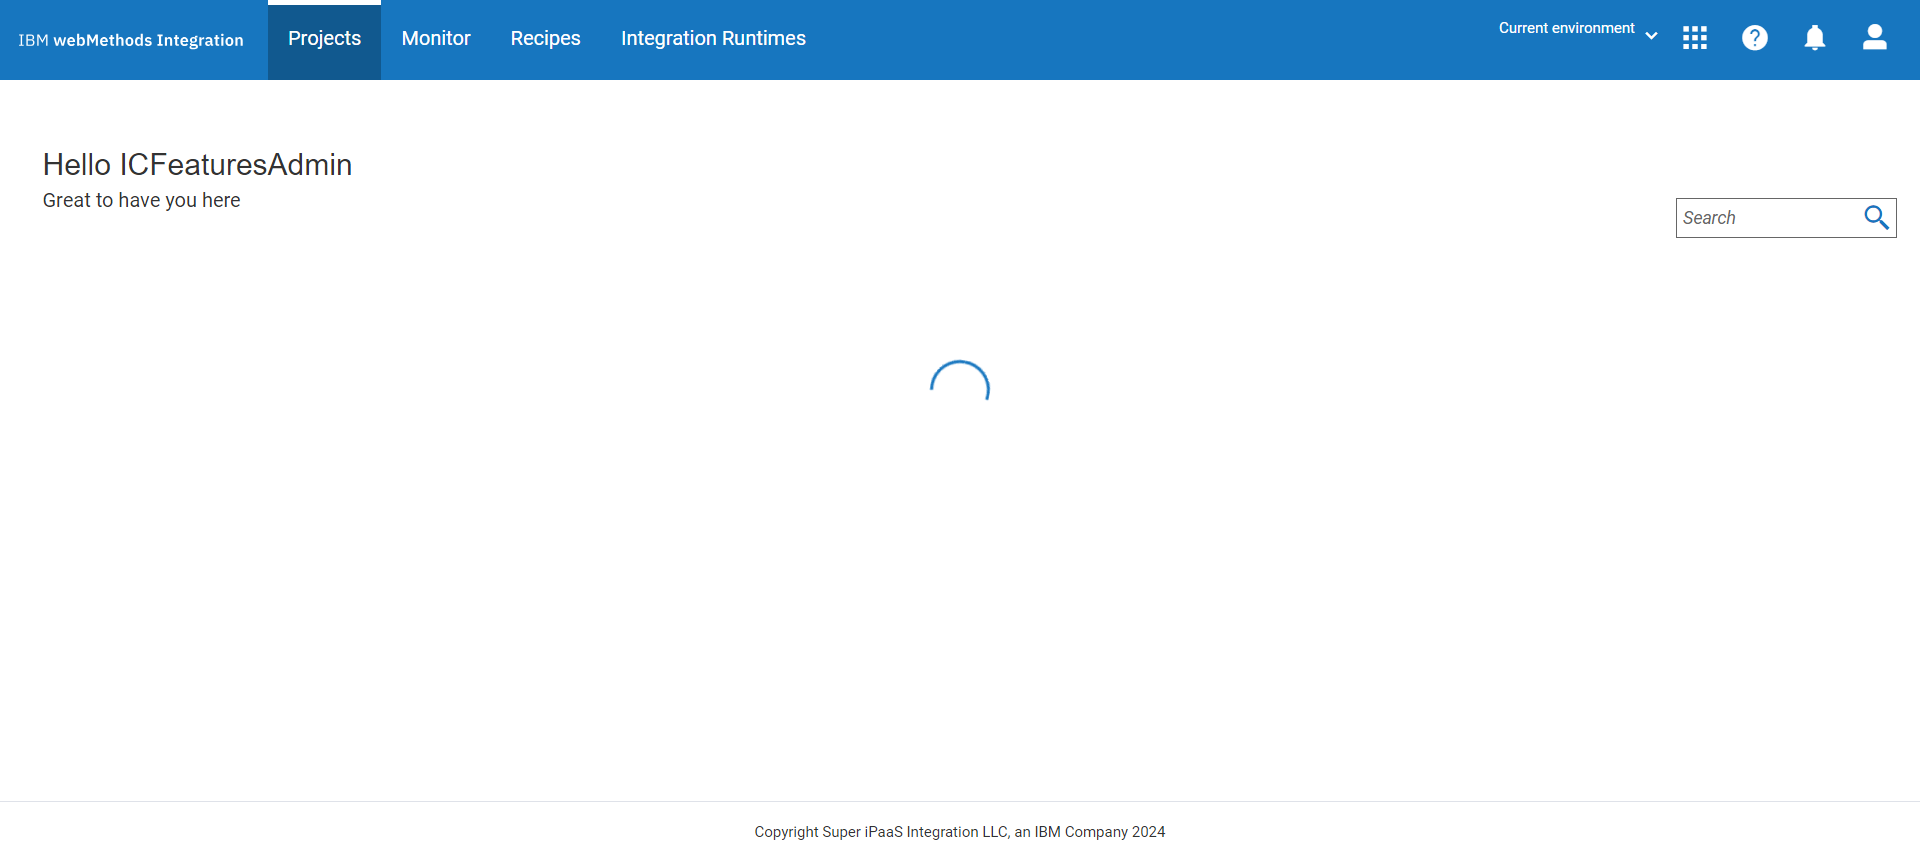 IBM webMethods Integration
Projects
Monitor
Recipes
Integration Runtimes
Current environment
Hello ICFeaturesAdmin
Great to have you here
Search
Copyright Super iPaaS Integration LLC, an IBM Company 2024